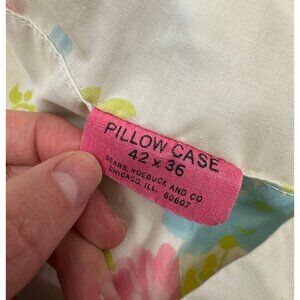 PILLOW CASE
42 x 36
SEARS, ROEBUCK AND CO.
CHICAGO, ILL. 60607